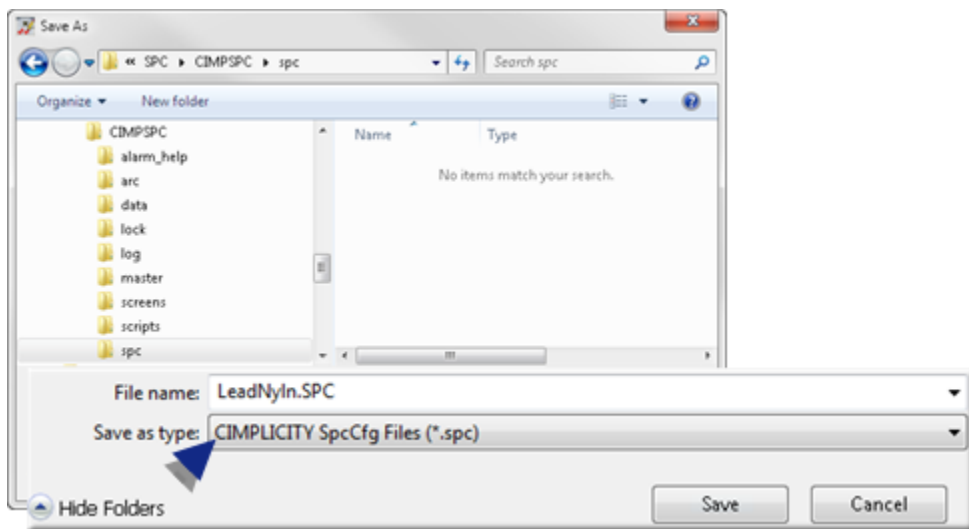 Save As
x
« SPC ▸ CIMPSPC ▸ spc
Search spc
Organize ▾ New folder
?
CIMPSPC
Name Type
alarm_help
No items match your search.
arc
data
lock
log
master
screens
scripts
spc
File name: LeadNyIn.SPC
Save as type: CIMPLICITY SpcCfg Files (*.spc)
Hide Folders Save Cancel